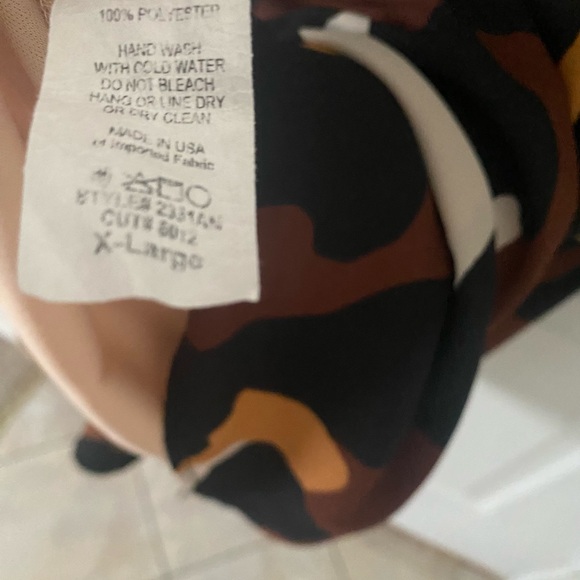 100% POLYESTER
HAND WASH
WITH COLD WATER
DO NOT BLEACH
HANG OR LINE DRY
OR DRY CLEAN
MADE IN USA
of Imported Fabric
STYLE#
CUT#
X-Large